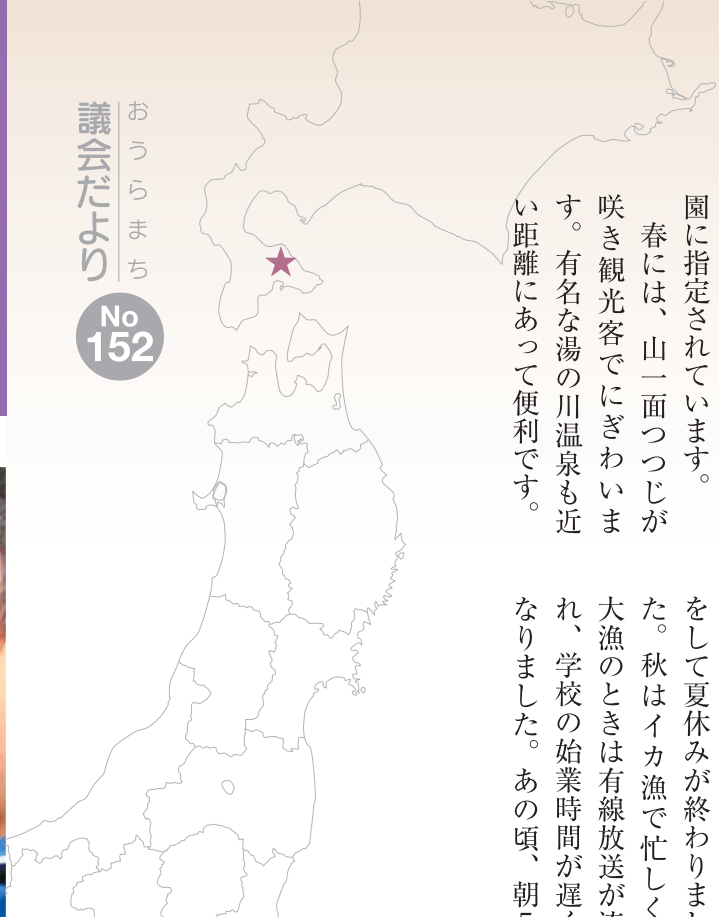 園に指定されています。
春には、山一面つつじが
咲き観光客でにぎわいま
す。有名な湯の川温泉も近
い距離にあって便利です。
をして夏休みが終わりまし
た。秋はイカ漁で忙しく
大漁のときは有線放送が
れ、学校の始業時間が遅
なりました。あの頃、朝
おうらまち
議会だより
No
152